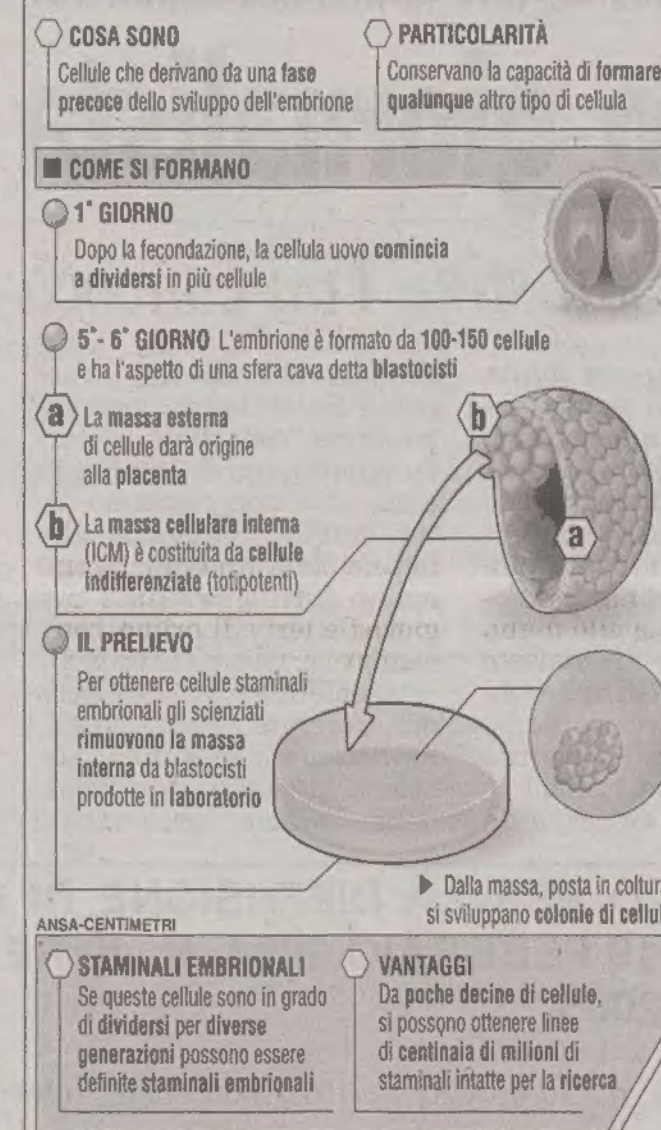 COSA SONO
Cellule che derivano da una fase
precoce dello sviluppo dell'embrione
PARTICOLARITÀ
Conservano la capacità di formare
qualunque altro tipo di cellula
COME SI FORMANO
1° GIORNO
Dopo la fecondazione, la cellula uovo comincia
a dividersi in più cellule
5°- 6° GIORNO L'embrione è formato da 100-150 cellule
e ha l'aspetto di una sfera cava detta blastocisti
a La massa esterna
di cellule darà origine
alla placenta
b La massa cellulare interna
(ICM) è costituita da cellule
indifferenziate (totipotenti)
b
a
IL PRELIEVO
Per ottenere cellule staminali
embrionali gli scienziati
rimuovono la massa
interna da blastocisti
prodotte in laboratorio
Dalla massa, posta in coltur
si sviluppano colonie di cellul
ANSA-CENTIMETRI
STAMINALI EMBRIONALI
Se queste cellule sono in grado
di dividersi per diverse
generazioni possono essere
definite staminali embrionali
VANTAGGI
Da poche decine di cellule,
si possono ottenere linee
di centinaia di milioni di
staminali intatte per la ricerca